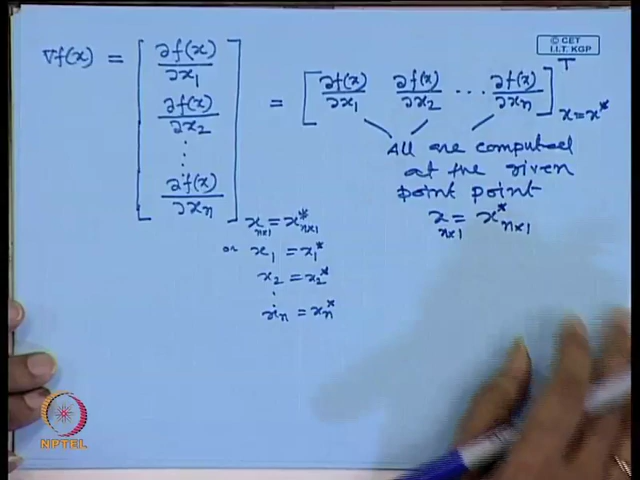 © CET
I.I.T. KGP
∇f(x) = [ ∂f(x)/∂x₁ ∂f(x)/∂x₂ ⋮ ∂f(x)/∂xₙ ] x n×1 = x* n×1 = [ ∂f(x)/∂x₁ ∂f(x)/∂x₂ ... ∂f(x)/∂xₙ ]ᵀ x=x*
All are computed
at the given
point point
x n×1 = x* n×1
or x₁ = x₁*
x₂ = x₂*
⋮
xₙ = xₙ*
NPTEL